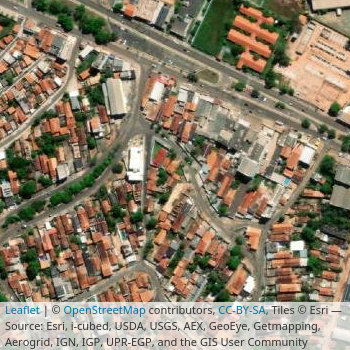 Leaflet | © OpenStreetMap contributors, CC-BY-SA, Tiles © Esri —
Source: Esri, i-cubed, USDA, USGS, AEX, GeoEye, Getmapping,
Aerogrid, IGN, IGP, UPR-EGP, and the GIS User Community